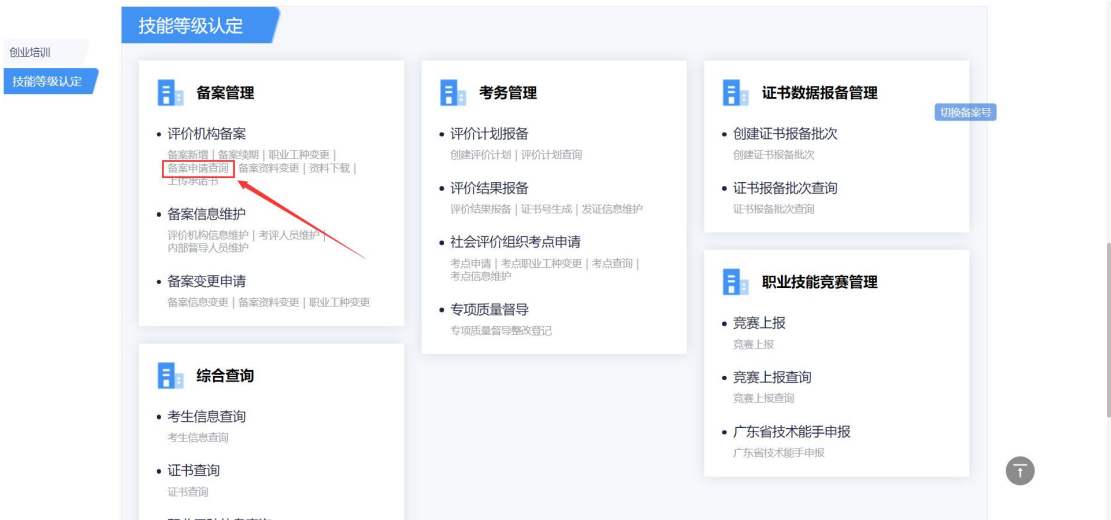 技能等级认定
创业培训
技能等级认定
备案管理
评价机构备案
备案新增 | 备案续期 | 职业工种变更 |
备案申请查询 | 备案资料变更 | 资料下载 |
上传承诺书
备案信息维护
评价机构信息维护 | 考评人员维护 |
内部督导人员维护
备案变更申请
备案信息变更 | 备案资料变更 | 职业工种变更
综合查询
考生信息查询
考生信息查询
证书查询
证书查询
考务管理
评价计划报备
创建评价计划 | 评价计划查询
评价结果报备
评价结果报备 | 证书号生成 | 发证信息维护
社会评价组织考点申请
考点申请 | 考点职业工种变更 | 考点查询 |
考点信息维护
专项质量督导
专项质量督导整改登记
证书数据报备管理
切换备案号
创建证书报备批次
创建证书报备批次
证书报备批次查询
证书报备批次查询
职业技能竞赛管理
竞赛上报
竞赛上报
竞赛上报查询
竞赛上报查询
广东省技术能手申报
广东省技术能手申报